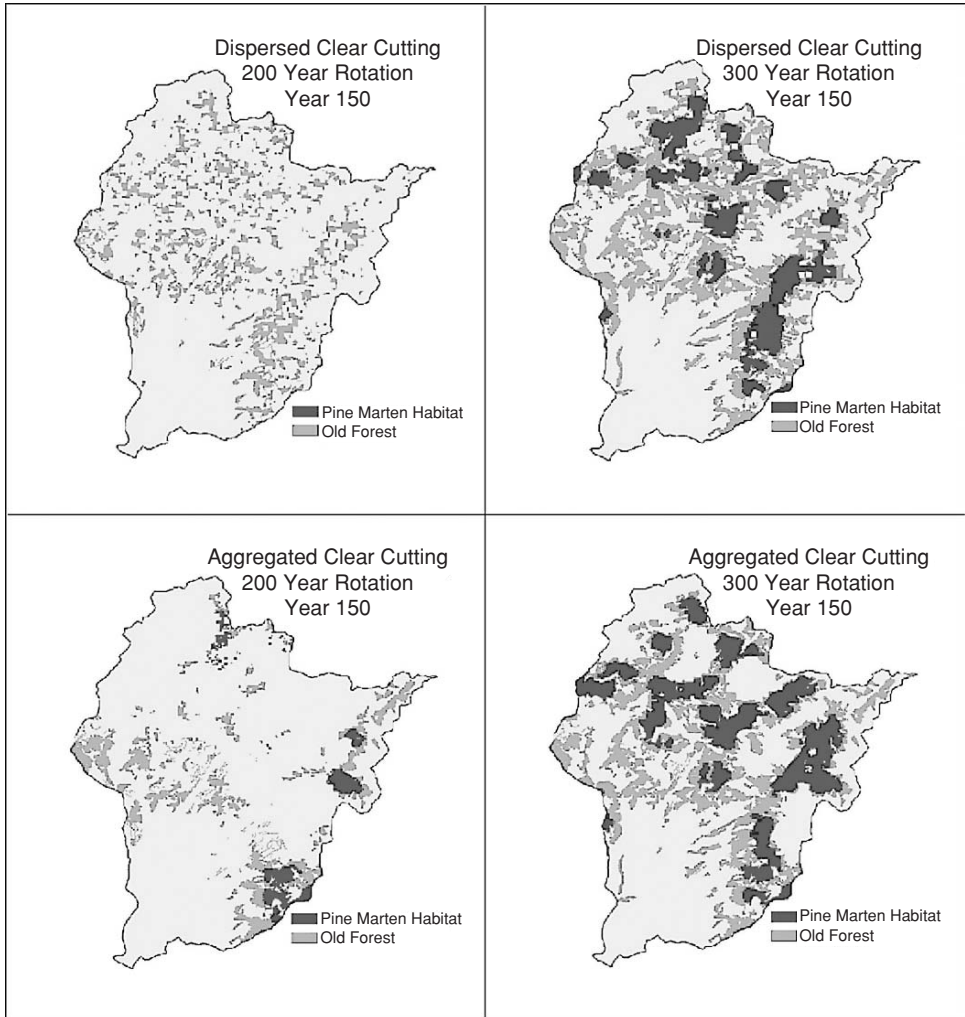 Dispersed Clear Cutting
200 Year Rotation
Year 150
Pine Marten Habitat
Old Forest
Dispersed Clear Cutting
300 Year Rotation
Year 150
Pine Marten Habitat
Old Forest
Aggregated Clear Cutting
200 Year Rotation
Year 150
Pine Marten Habitat
Old Forest
Aggregated Clear Cutting
300 Year Rotation
Year 150
Pine Marten Habitat
Old Forest